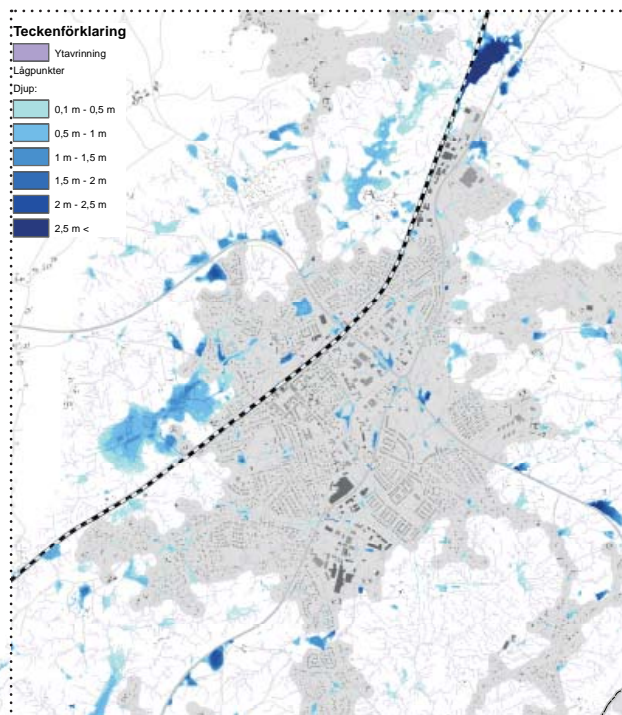 Teckenförklaring
Ytavrinning
Lågpunkter
Djup:
0,1 m - 0,5 m
0,5 m - 1 m
1 m - 1,5 m
1,5 m - 2 m
2 m - 2,5 m
2,5 m <